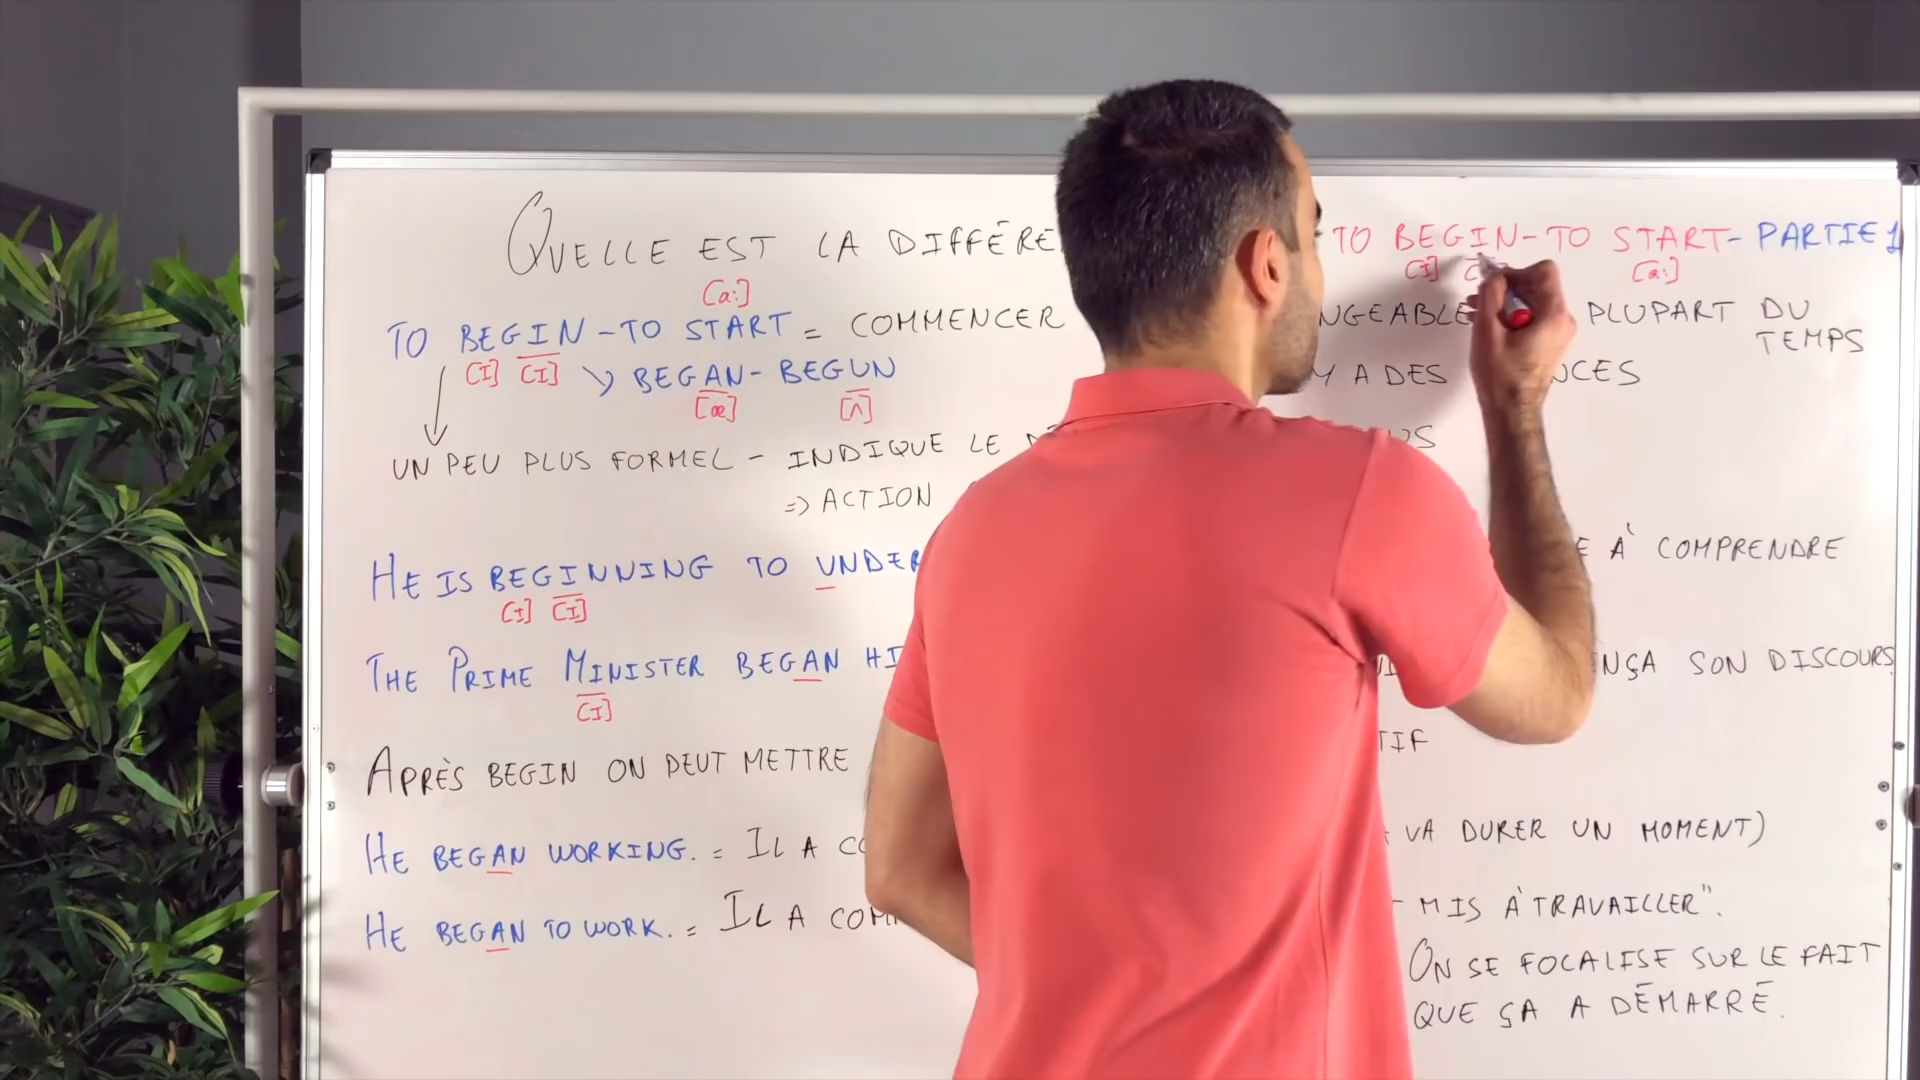 QUELLE EST LA DIFFÉRE TO BEGIN - TO START - PARTIE 1
[ɪ] [ɑ:]
[ɑ:]
TO BEGIN - TO START = COMMENCER NGEABLE PLUPART DU TEMPS
[ɪ] [ɪ] ↘ BEGAN - BEGUN Y A DES NCES
[æ] [ʌ]
UN PEU PLUS FORMEL - INDIQUE LE
=> ACTION
HE IS BEGINNING TO UNDER E À COMPRENDRE
[ɪ] [ɪ]
THE PRIME MINISTER BEGAN HI NÇA SON DISCOURS
[ɪ]
APRÈS BEGIN ON PEUT METTRE TIF
HE BEGAN WORKING. = IL A CO VA DURER UN MOMENT)
HE BEGAN TO WORK. = IL A COM - MIS À TRAVAILLER".
ON SE FOCALISE SUR LE FAIT
QUE ÇA A DÉMARRÉ.